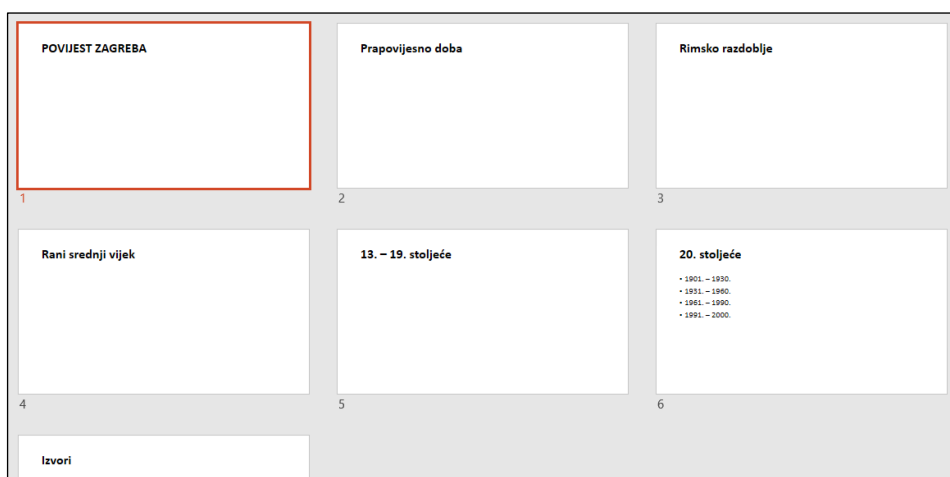 POVIJEST ZAGREBA
1
Prapovijesno doba
2
Rimsko razdoblje
3
Rani srednji vijek
4
13. – 19. stoljeće
5
20. stoljeće
• 1901. – 1930.
• 1931. – 1960.
• 1961. – 1990.
• 1991. – 2000.
6
Izvori